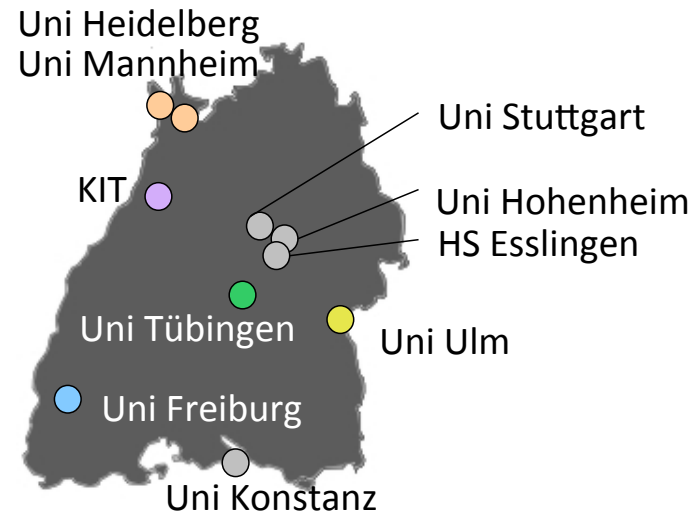 Uni Heidelberg
Uni Mannheim
Uni Stuttgart
KIT
Uni Hohenheim
HS Esslingen
Uni Tübingen
Uni Ulm
Uni Freiburg
Uni Konstanz